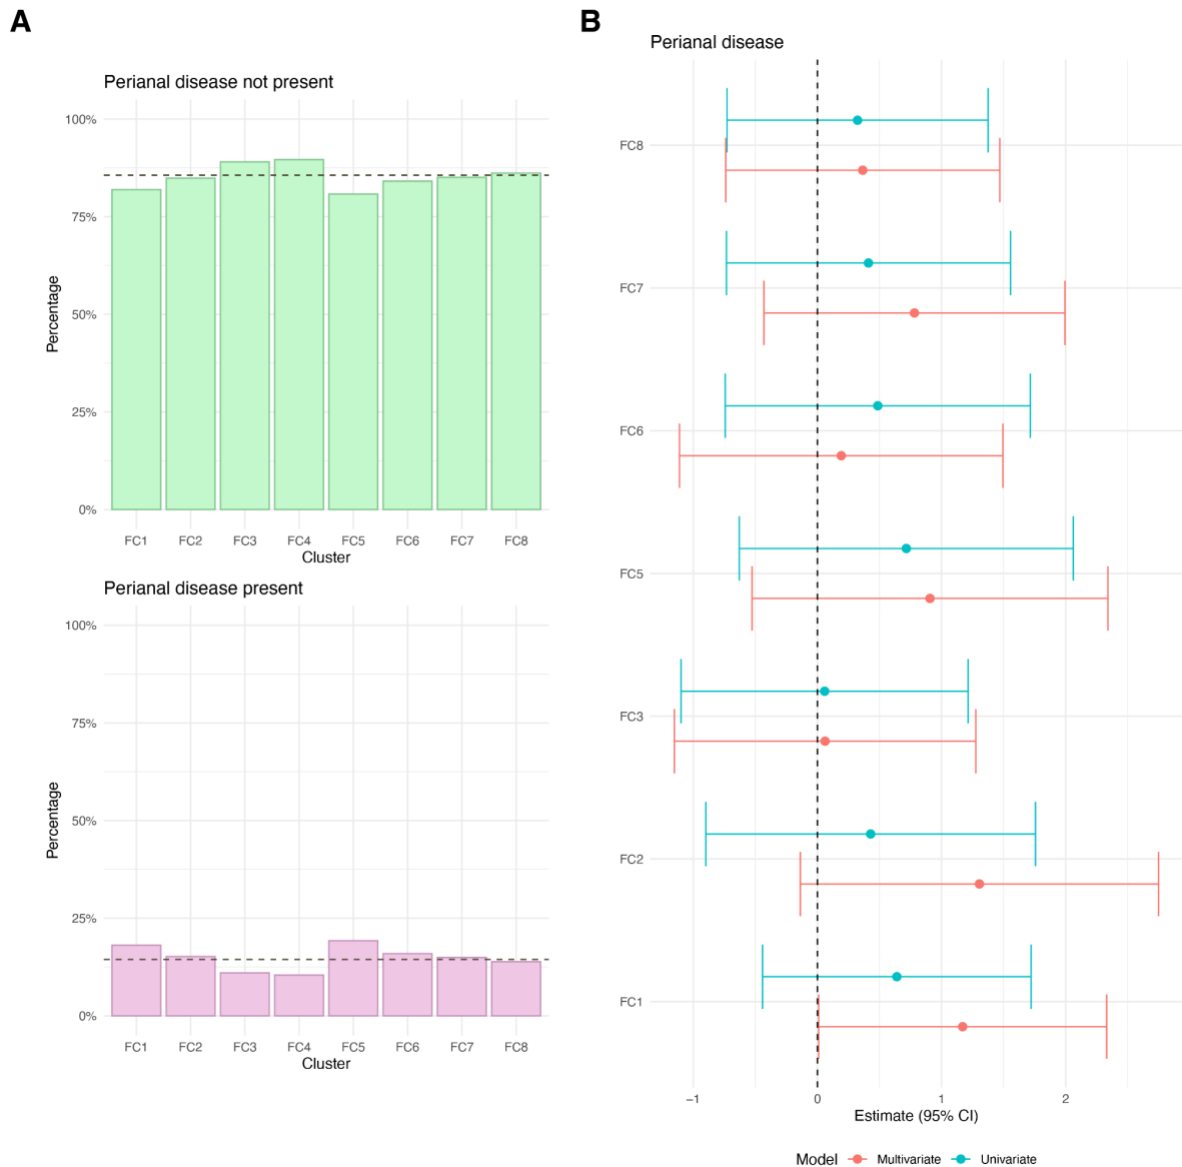 A
Perianal disease not present
100%
75%
50%
25%
0%
Percentage
FC1 FC2 FC3 FC4 FC5 FC6 FC7 FC8
Cluster
Perianal disease present
100%
75%
50%
25%
0%
Percentage
FC1 FC2 FC3 FC4 FC5 FC6 FC7 FC8
Cluster
B
Perianal disease
FC8
FC7
FC6
FC5
FC3
FC2
FC1
−1 0 1 2
Estimate (95% CI)
Model Multivariate Univariate